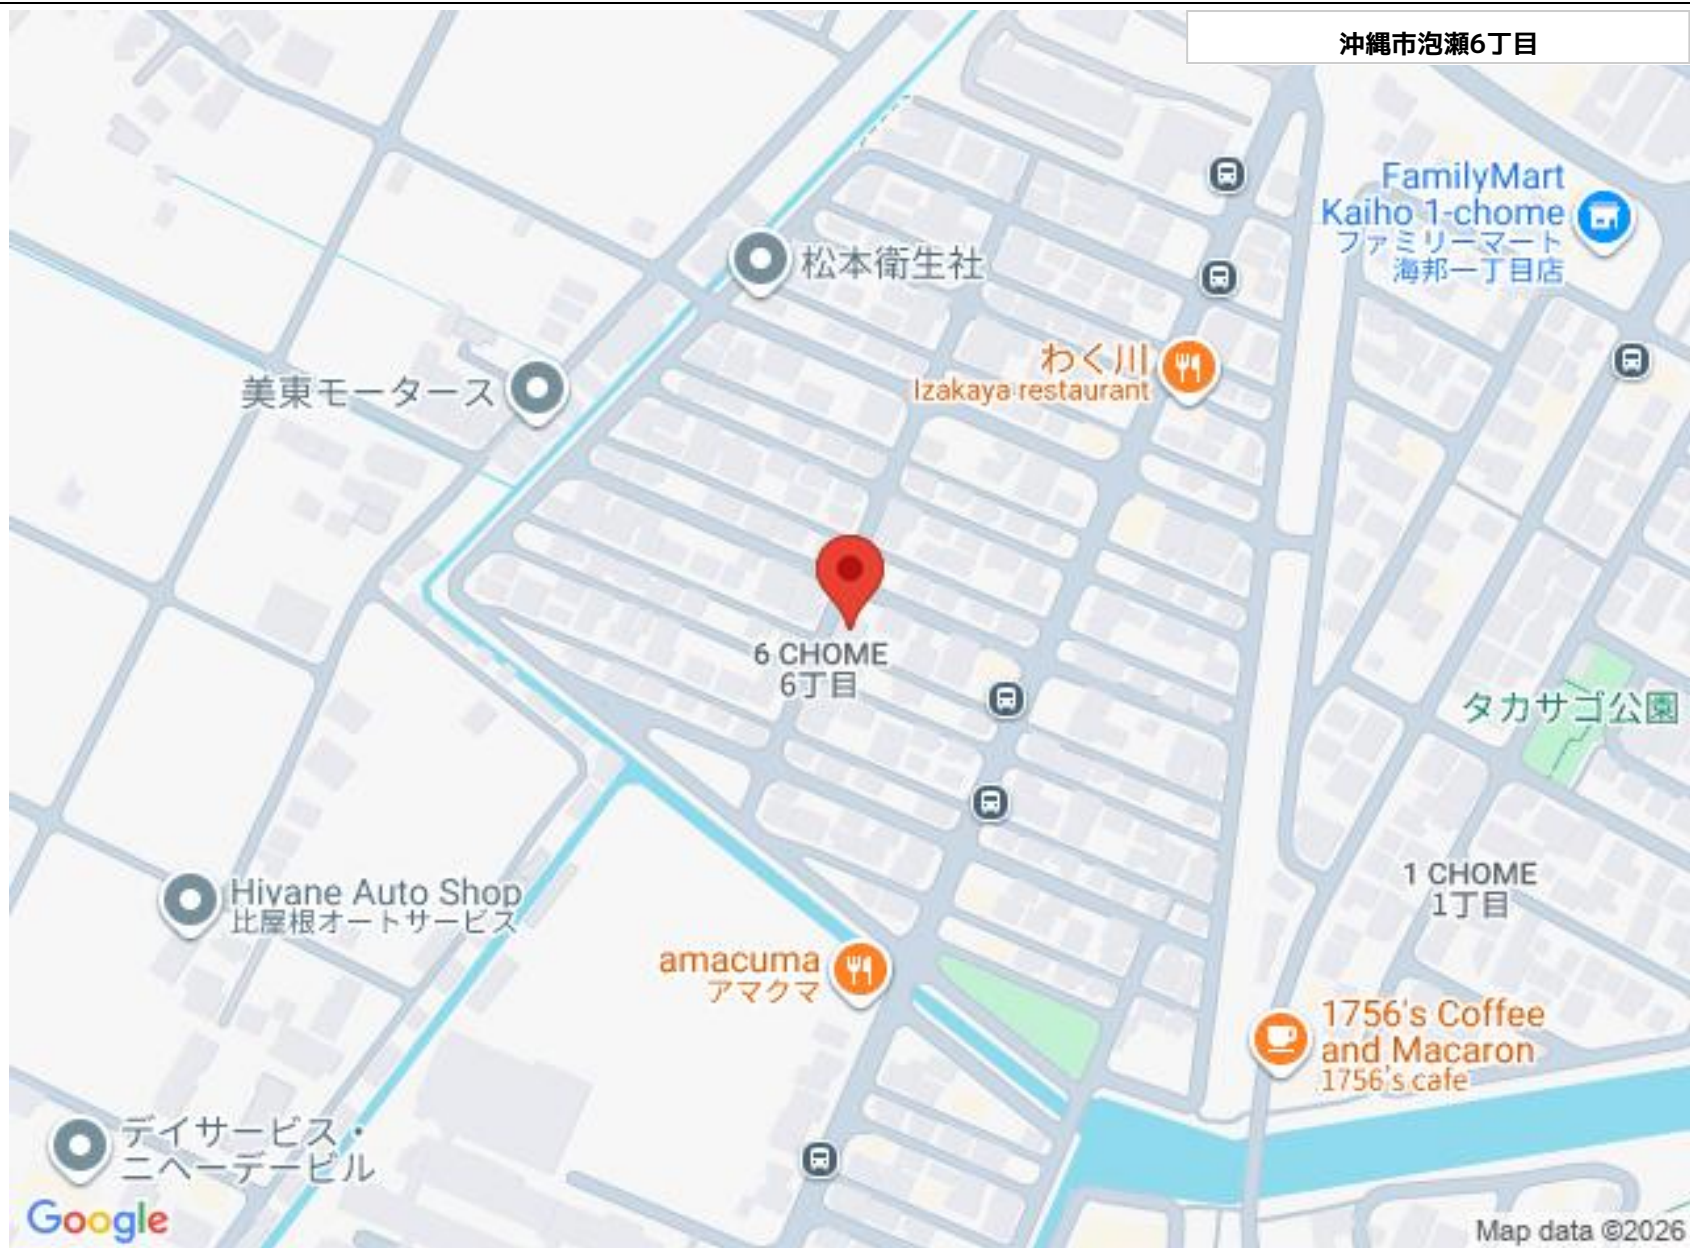 沖縄市泡瀬6丁目
FamilyMart
Kaiho 1-chome
ファミリーマート
海邦一丁目店
松本衛生社
わく川
Izakaya restaurant
美東モータース
6 CHOME
6丁目
タカサゴ公園
1 CHOME
1丁目
Hiyane Auto Shop
比屋根オートサービス
amacuma
アマクマ
1756's Coffee
and Macaron
1756's cafe
デイサービス・
ニヘーデービル
Google
Map data ©2026